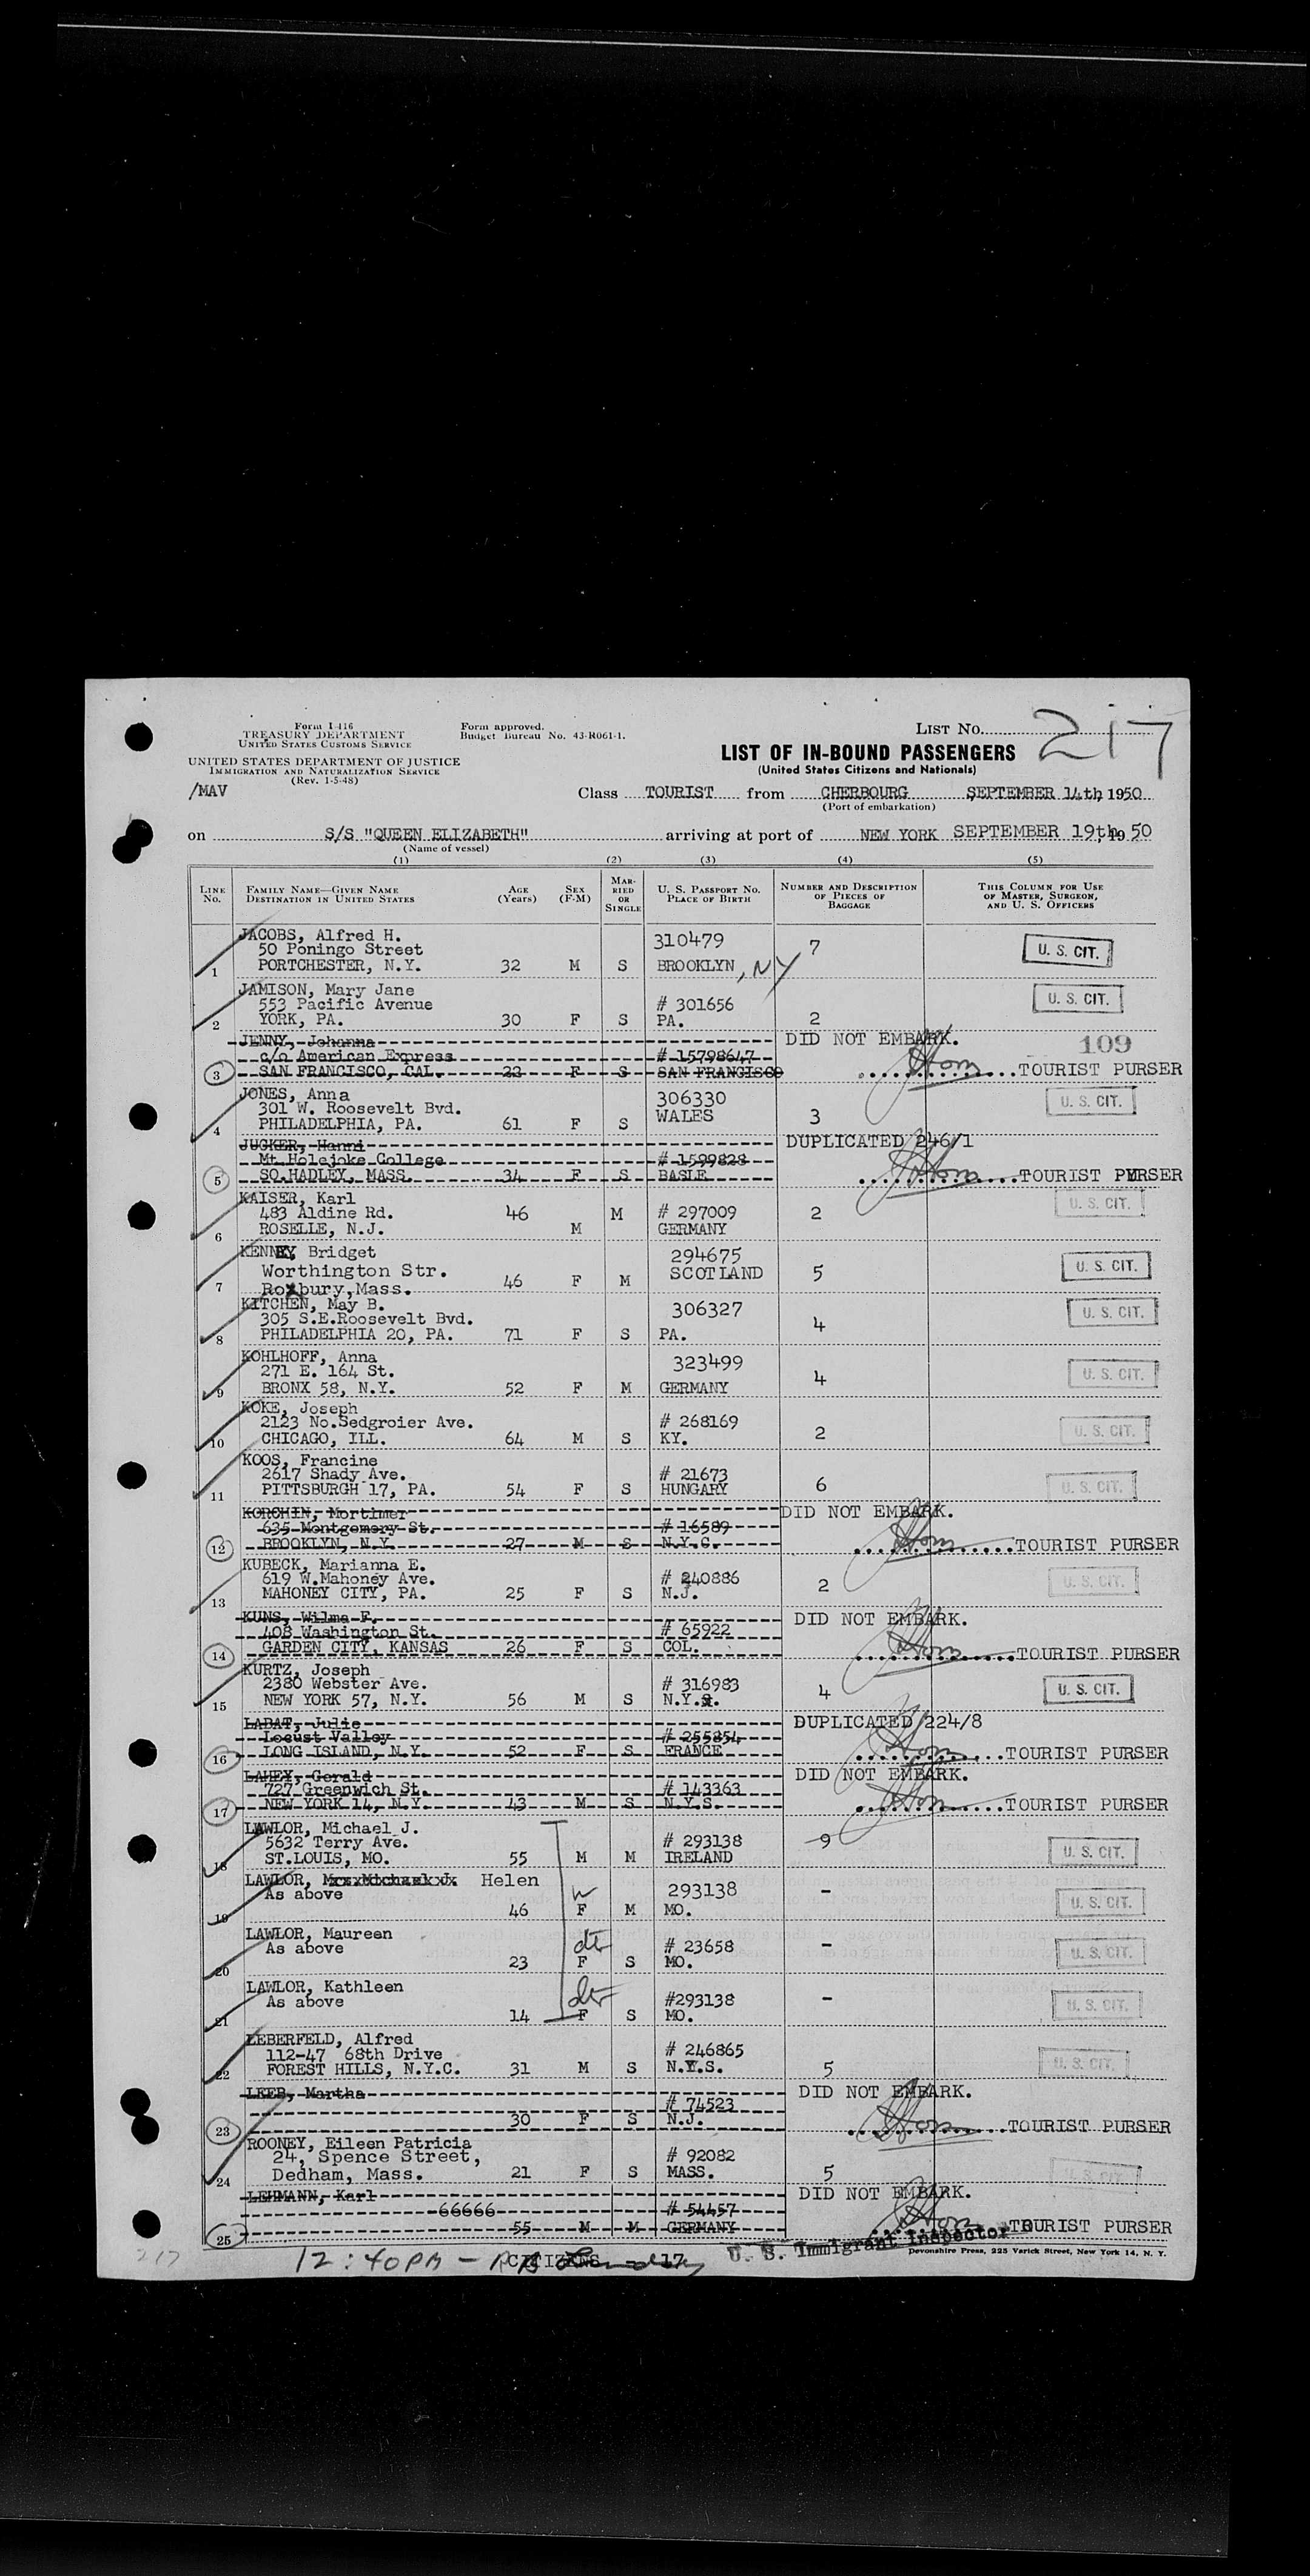 Form I-416
TREASURY DEPARTMENT
UNITED STATES CUSTOMS SERVICE
UNITED STATES DEPARTMENT OF JUSTICE
IMMIGRATION AND NATURALIZATION SERVICE
(Rev. 1-5-48)
Form approved.
Budget Bureau No. 43-R061-1.
LIST No. 217
LIST OF IN-BOUND PASSENGERS
(United States Citizens and Nationals)
/MAV
Class TOURIST from CHERBOURG SEPTEMBER 14th, 1950
(Port of embarkation)
on S/S "QUEEN ELIZABETH" arriving at port of NEW YORK SEPTEMBER 19th, 19 50
(Name of vessel)
(1) (2) (3) (4) (5)
LINE No.
FAMILY NAME—GIVEN NAME
DESTINATION IN UNITED STATES
AGE (Years)
SEX (F-M)
MARRIED OR SINGLE
U. S. PASSPORT No.
PLACE OF BIRTH
NUMBER AND DESCRIPTION OF PIECES OF BAGGAGE
THIS COLUMN FOR USE OF MASTER, SURGEON, AND U. S. OFFICERS
JACOBS, Alfred H. 310479 7 U. S. CIT.
50 Poningo Street
1 PORTCHESTER, N.Y. 32 M S BROOKLYN, NY
JAMISON, Mary Jane U. S. CIT.
553 Pacific Avenue # 301656
2 YORK, PA. 30 F S PA. 2
JENNY, Johanna DID NOT EMBARK. 109
c/o American Express # 15798647
3 SAN FRANCISCO, CAL. 22 F S SAN FRANCISCO TOURIST PURSER
JONES, Anna 306330 U. S. CIT.
301 W. Roosevelt Bvd. WALES
4 PHILADELPHIA, PA. 61 F S 3
JUCKER, Hanni DUPLICATED 246/1
Mt Holejoke College # 1599828
5 SO.HADLEY, MASS. 34 F S BASLE TOURIST PURSER
KAISER, Karl U. S. CIT.
483 Aldine Rd. 46 M # 297009 2
6 ROSELLE, N.J. M GERMANY
KENNEY, Bridget 294675
Worthington Str. SCOTLAND U. S. CIT.
7 Roxbury,Mass. 46 F M 5
KITCHEN, May B. 306327 U. S. CIT.
305 S.E.Roosevelt Bvd. 4
8 PHILADELPHIA 20, PA. 71 F S PA.
KOHLHOFF, Anna 323499
271 E. 164 St. 4 U. S. CIT.
9 BRONX 58, N.Y. 52 F M GERMANY
KOKE, Joseph
2123 No.Sedgroier Ave. # 268169 U. S. CIT.
10 CHICAGO, ILL. 64 M S KY. 2
KOOS, Francine
2617 Shady Ave. # 21673
11 PITTSBURGH 17, PA. 54 F S HUNGARY 6 U. S. CIT.
KORCHIN, Mortimer DID NOT EMBARK.
635 Montgomery St. # 16589
12 BROOKLYN, N.Y. 27 M S N.Y.C. TOURIST PURSER
KUBECK, Marianna E.
619 W.Mahoney Ave. # 240886 U. S. CIT.
13 MAHONEY CITY, PA. 25 F S N.J. 2
KUNS, Wilma F. DID NOT EMBARK.
408 Washington St. # 65922
14 GARDEN CITY, KANSAS 26 F S COL. TOURIST PURSER
KURTZ, Joseph
2380 Webster Ave. # 316983 4 U. S. CIT.
15 NEW YORK 57, N.Y. 56 M S N.Y.
LABAT, Julie DUPLICATED 224/8
Locust Valley # 255854
16 LONG ISLAND, N.Y. 52 F S FRANCE TOURIST PURSER
LAHEY, Gerald DID NOT EMBARK.
727 Greenwich St. # 143363
17 NEW YORK 14, N.Y. 43 M S N.Y.S. TOURIST PURSER
LAWLOR, Michael J.
5632 Terry Ave. # 293138 9 U. S. CIT.
18 ST.LOUIS, MO. 55 M M IRELAND
LAWLOR, Helen 293138 -
As above w U. S. CIT.
19 46 F M MO.
LAWLOR, Maureen
As above dtr # 23658 - U. S. CIT.
20 23 F S MO.
LAWLOR, Kathleen
As above dtr #293138 - U. S. CIT.
21 14 F S MO.
LEBERFELD, Alfred
112-47 68th Drive # 246865 U. S. CIT.
22 FOREST HILLS, N.Y.C. 31 M S N.Y.S. 5
LEEB, Martha DID NOT EMBARK.
# 74523
23 30 F S N.J. TOURIST PURSER
ROONEY, Eileen Patricia
24, Spence Street, # 92082
24 Dedham, Mass. 21 F S MASS. 5 U. S. CIT.
LEHMANN, Karl DID NOT EMBARK.
66666 # 54457
25 55 M M GERMANY TOURIST PURSER
217 12:40PM - CITIZENS 17 U. S. Immigrant Inspector
Devonshire Press, 225 Varick Street, New York 14, N. Y.